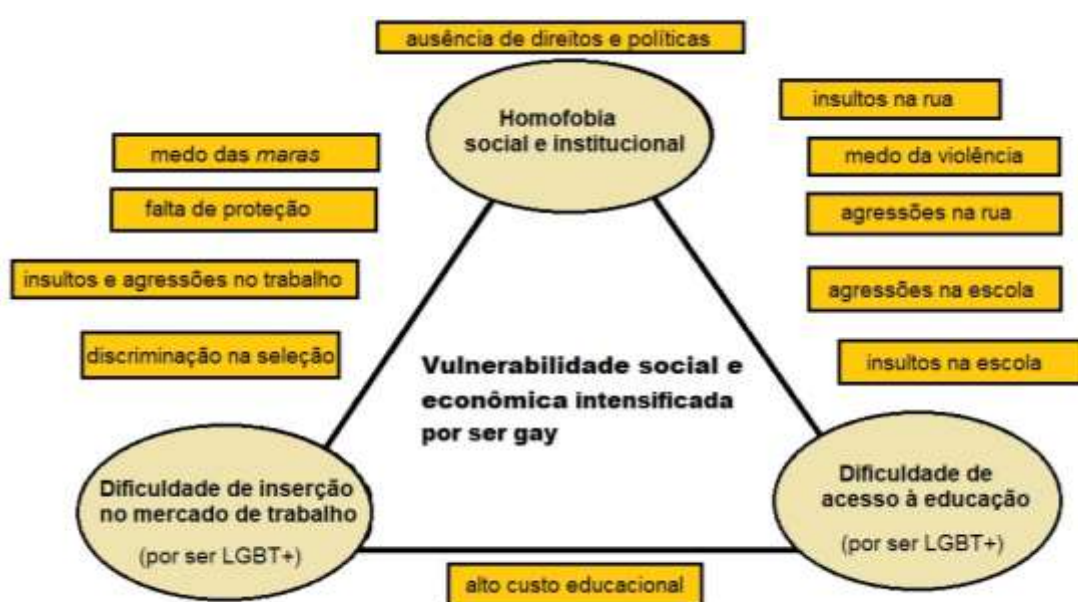 ausência de direitos e políticas
Homofobia
social e institucional
insultos na rua
medo da violência
agressões na rua
agressões na escola
insultos na escola
medo das maras
falta de proteção
insultos e agressões no trabalho
discriminação na seleção
Vulnerabilidade social e
econômica intensificada
por ser gay
Dificuldade de inserção
no mercado de trabalho
(por ser LGBT+)
Dificuldade de
acesso à educação
(por ser LGBT+)
alto custo educacional